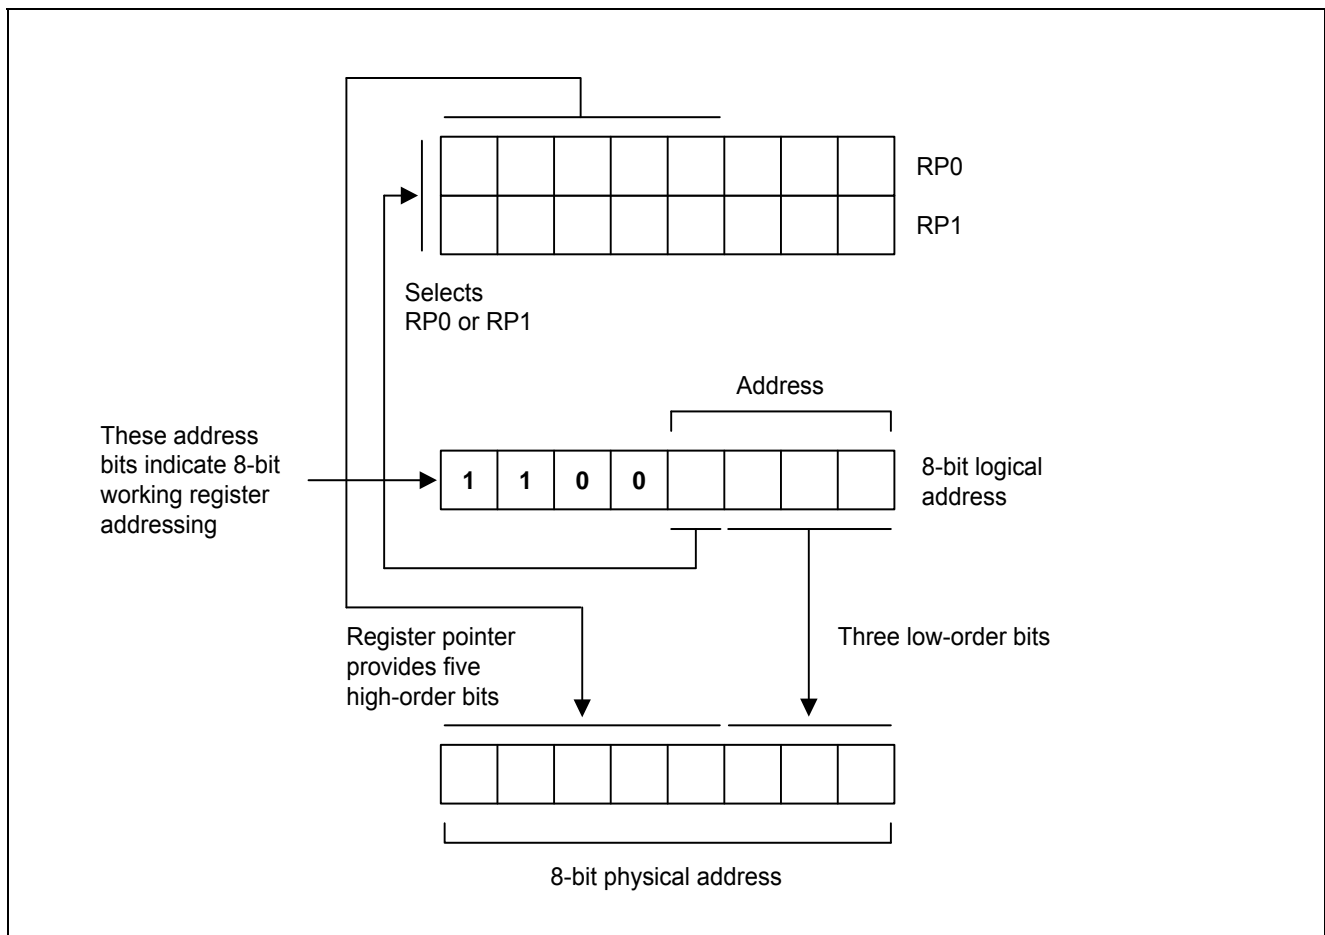 RP0
RP1
Selects
RP0 or RP1
Address
These address
bits indicate 8-bit
working register
addressing
1 1 0 0
8-bit logical
address
Register pointer
provides five
high-order bits
Three low-order bits
8-bit physical address